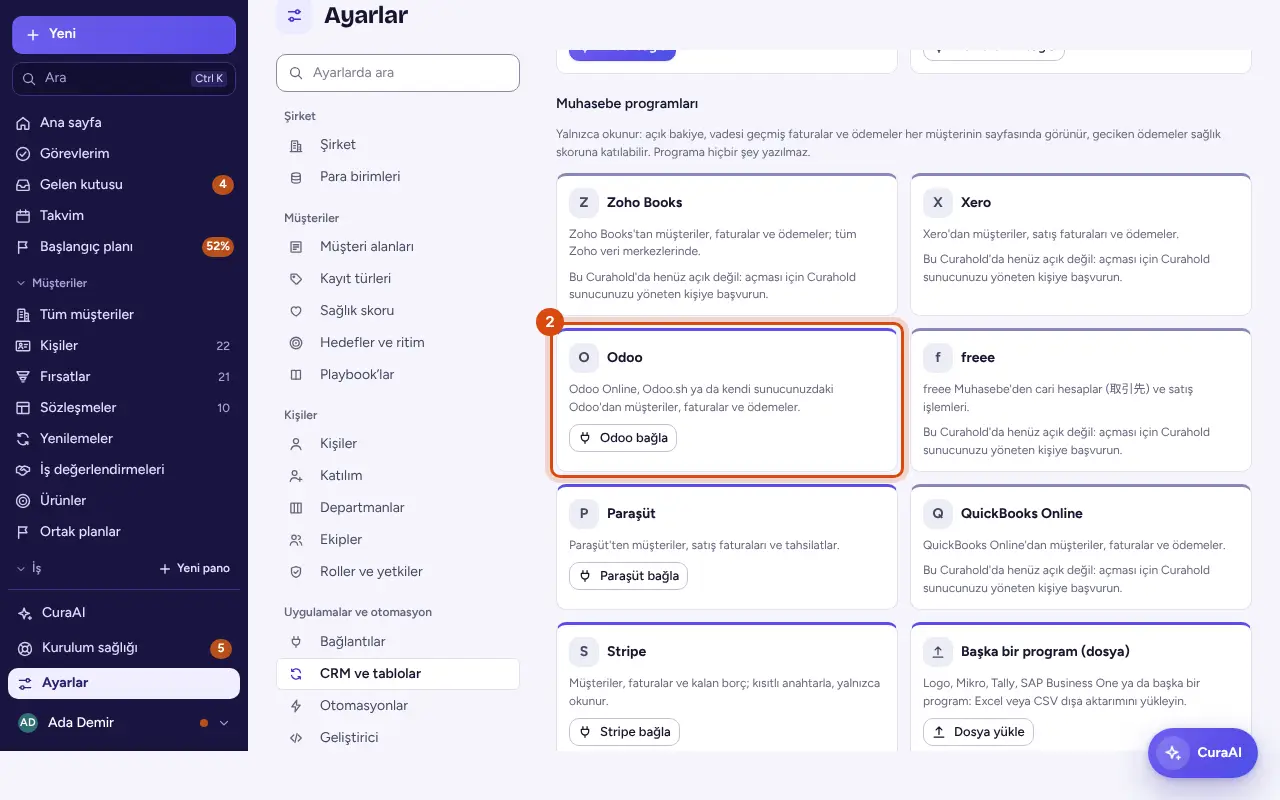 Yeni
Ara
Ctrl K
Ana sayfa
Görevlerim
Gelen kutusu
4
Takvim
Başlangıç planı
52%
Müşteriler
Tüm müşteriler
Kişiler
22
Fırsatlar
21
Sözleşmeler
10
Yenilemeler
İş değerlendirmeleri
Ürünler
Ortak planlar
İş
Yeni pano
CuraAI
Kurulum sağlığı
5
Ayarlar
AD
Ada Demir
Ayarlar
Ayarlarda ara
Şirket
Şirket
Para birimleri
Müşteriler
Müşteri alanları
Kayıt türleri
Sağlık skoru
Hedefler ve ritim
Playbook'lar
Kişiler
Kişiler
Katılım
Departmanlar
Ekipler
Roller ve yetkiler
Uygulamalar ve otomasyon
Bağlantılar
CRM ve tablolar
Otomasyonlar
Geliştirici
Muhasebe programları
Yalnızca okunur: açık bakiye, vadesi geçmiş faturalar ve ödemeler her müşterinin sayfasında görünür, geciken ödemeler sağlık
skoruna katılabilir. Programa hiçbir şey yazılmaz.
Z
Zoho Books
Zoho Books'tan müşteriler, faturalar ve ödemeler; tüm
Zoho veri merkezlerinde.
Bu Curahold'da henüz açık değil: açması için Curahold
sunucunuzu yöneten kişiye başvurun.
X
Xero
Xero'dan müşteriler, satış faturaları ve ödemeler.
Bu Curahold'da henüz açık değil: açması için Curahold
sunucunuzu yöneten kişiye başvurun.
2
O
Odoo
Odoo Online, Odoo.sh ya da kendi sunucunuzdaki
Odoo'dan müşteriler, faturalar ve ödemeler.
Odoo bağla
f
freee
freee Muhasebe'den cari hesaplar (取引先) ve satış
işlemleri.
Bu Curahold'da henüz açık değil: açması için Curahold
sunucunuzu yöneten kişiye başvurun.
P
Paraşüt
Paraşüt'ten müşteriler, satış faturaları ve tahsilatlar.
Paraşüt bağla
Q
QuickBooks Online
QuickBooks Online'dan müşteriler, faturalar ve ödemeler.
Bu Curahold'da henüz açık değil: açması için Curahold
sunucunuzu yöneten kişiye başvurun.
S
Stripe
Müşteriler, faturalar ve kalan borç; kısıtlı anahtarla, yalnızca
okunur.
Stripe bağla
Başka bir program (dosya)
Logo, Mikro, Tally, SAP Business One ya da başka bir
program: Excel veya CSV dışa aktarımını yükleyin.
Dosya yükle
CuraAI